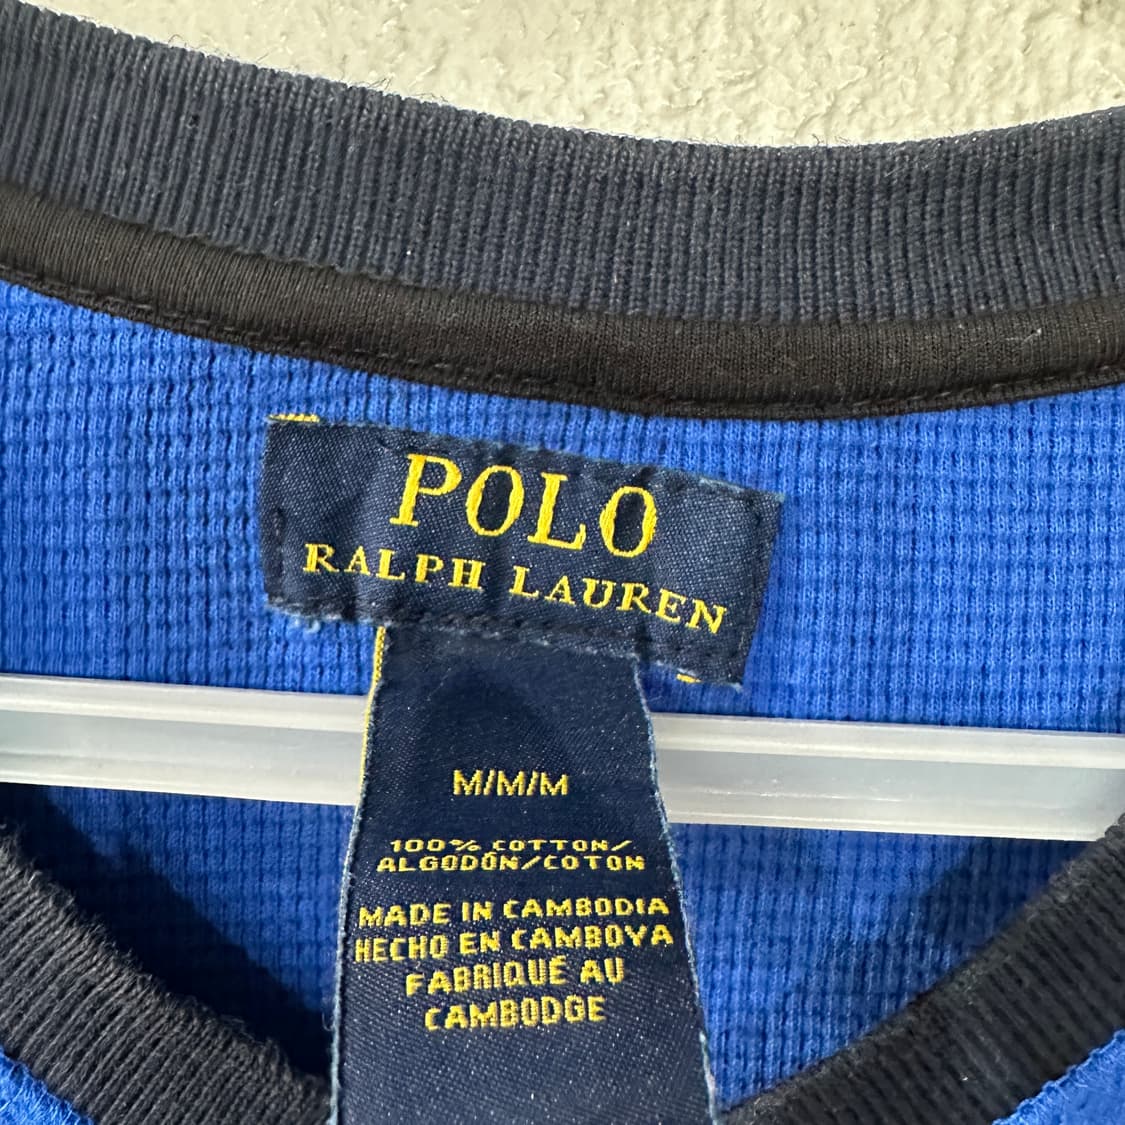 POLO
RALPH LAUREN
M/M/M
100% COTTON/
ALGODÓN/COTON
MADE IN CAMBODIA
HECHO EN CAMBOYA
FABRIQUÉ AU
CAMBODGE